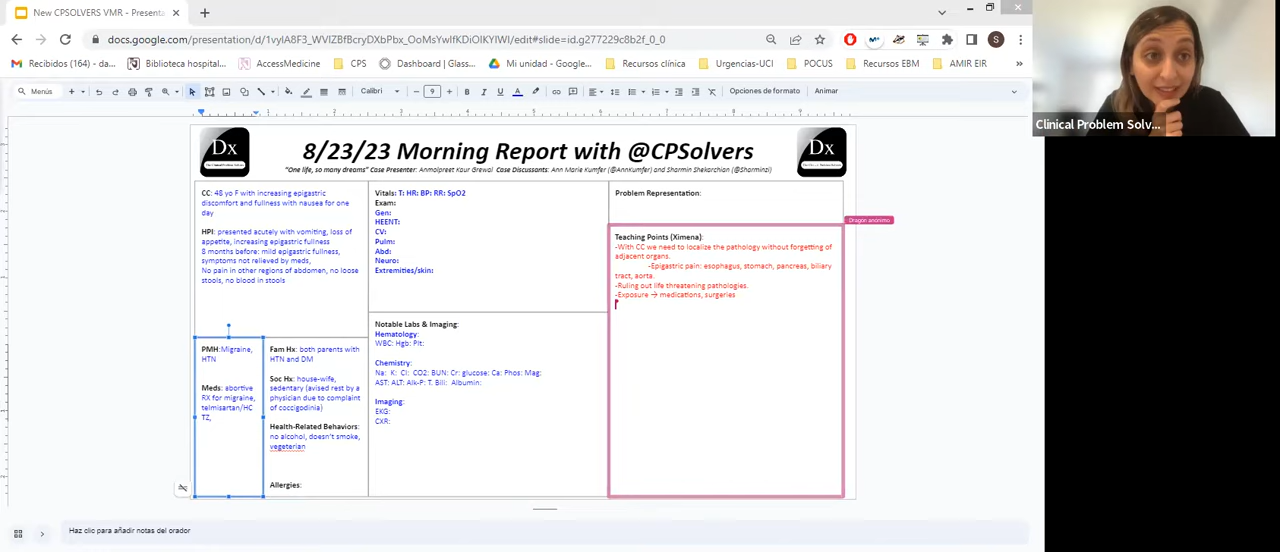 New CPSOLVERS VMR - Presenta
docs.google.com/presentation/d/1vylA8F3_WVIZBfBcryDXbPbx_OoMsYwIfKDiOlKYIWI/edit#slide=id.g277229c8b2f_0_0
Recibidos (164) - da...
Biblioteca hospital...
AccessMedicine
CPS
Dashboard | Glass...
Mi unidad - Google...
Recursos clínica
Urgencias-UCI
POCUS
Recursos EBM
AMIR EIR
Menús
Calibri
9
Opciones de formato
Animar
Clinical Problem Solv...
Dx
8/23/23 Morning Report with @CPSolvers
"One life, so many dreams" Case Presenter: Anmolpreet Kaur Grewal Case Discussants: Ann Marie Kumfer (@AnnKumfer) and Sharmin Shekarchian (@Sharminzi)
Dx
CC: 48 yo F with increasing epigastric
discomfort and fullness with nausea for one
day
HPI: presented acutely with vomiting, loss of
appetite, increasing epigastric fullness
8 months before: mild epigastric fullness,
symptoms not relieved by meds,
No pain in other regions of abdomen, no loose
stools, no blood in stools
PMH:Migraine,
HTN
Meds: abortive
RX for migraine,
telmisartan/HC
TZ,
Fam Hx: both parents with
HTN and DM
Soc Hx: house-wife,
sedentary (avised rest by a
physician due to complaint
of coccigodinia)
Health-Related Behaviors:
no alcohol, doesn't smoke,
vegeterian
Allergies:
Vitals: T: HR: BP: RR: SpO2
Exam:
Gen:
HEENT:
CV:
Pulm:
Abd:
Neuro:
Extremities/skin:
Notable Labs & Imaging:
Hematology:
WBC: Hgb: Plt:
Chemistry:
Na: K: Cl: CO2: BUN: Cr: glucose: Ca: Phos: Mag:
AST: ALT: Alk-P: T. Bili: Albumin:
Imaging:
EKG:
CXR:
Problem Representation:
Dragón anónimo
Teaching Points (Ximena):
-With CC we need to localize the pathology without forgetting of
adjacent organs.
-Epigastric pain: esophagus, stomach, pancreas, biliary
tract, aorta.
-Ruling out life threatening pathologies.
-Exposure → medications, surgeries
Haz clic para añadir notas del orador